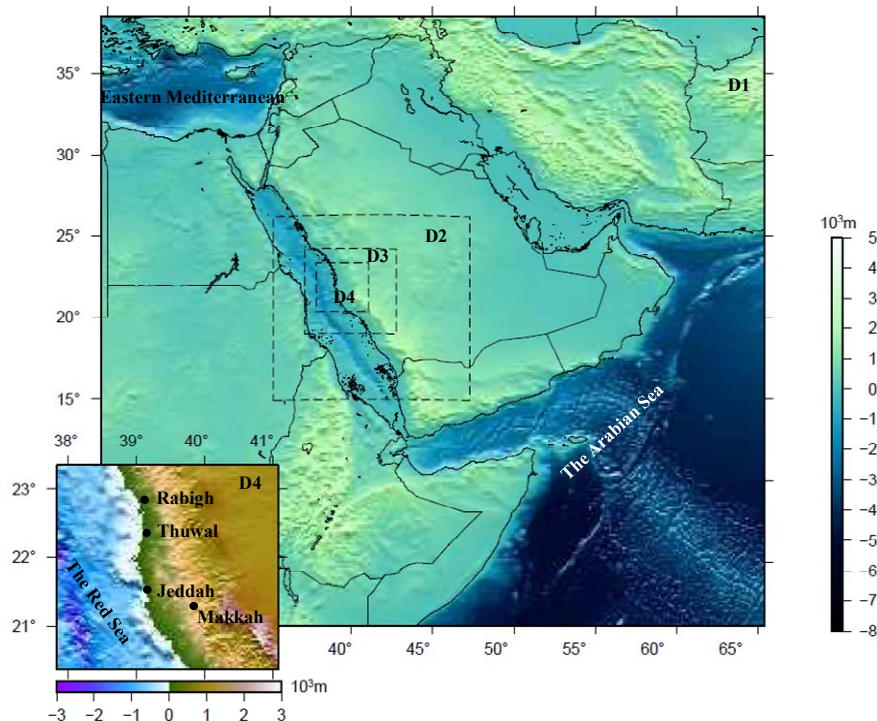 35°
Eastern Mediterranean
D1
30°
25°
D2
D3
D4
20°
15°
The Arabian Sea
10³m
5
4
3
2
1
0
−1
−2
−3
−4
−5
−6
−7
−8
38° 39° 40° 41°
D4
23°
Rabigh
Thuwal
22°
Jeddah
The Red Sea
Makkah
21°
40° 45° 50° 55° 60° 65°
10³m
−3 −2 −1 0 1 2 3